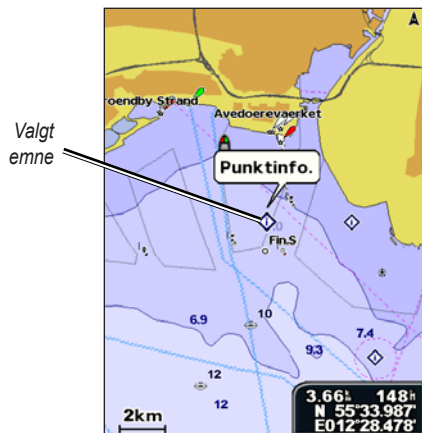 roendby Strand
Avedoerevaerket
Valgt
emne
Punktinfo.
Fin.S
10
6.9
7.4
9.3
12
12
2km
3.66 148
N 55°33.987'
E012°28.478'